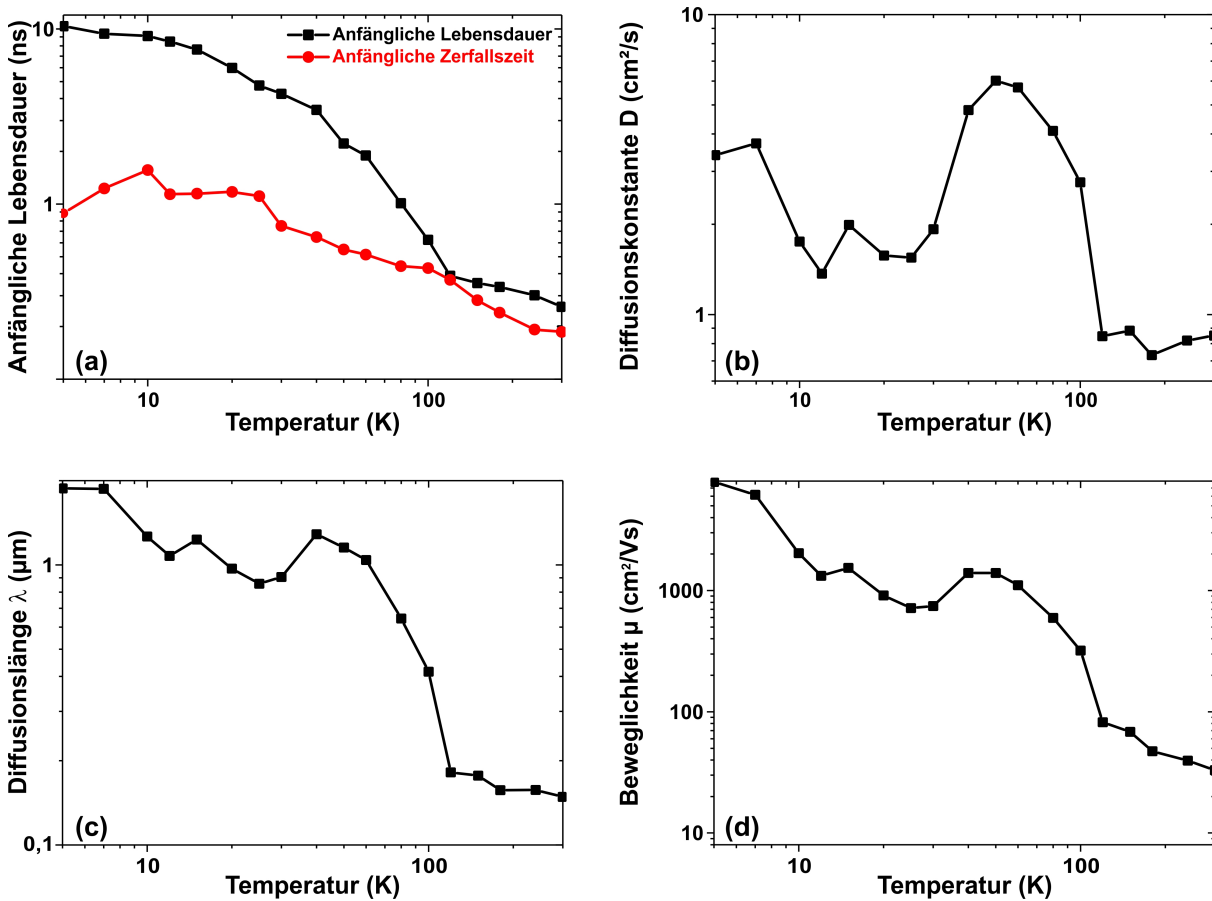 Anfängliche Lebensdauer (ns)
10
1
Anfängliche Lebensdauer
Anfängliche Zerfallszeit
(a)
10
100
Temperatur (K)
Diffusionskonstante D (cm²/s)
10
1
(b)
10
100
Temperatur (K)
Diffusionslänge λ (µm)
1
0,1
(c)
10
100
Temperatur (K)
Beweglichkeit µ (cm²/Vs)
1000
100
10
(d)
10
100
Temperatur (K)